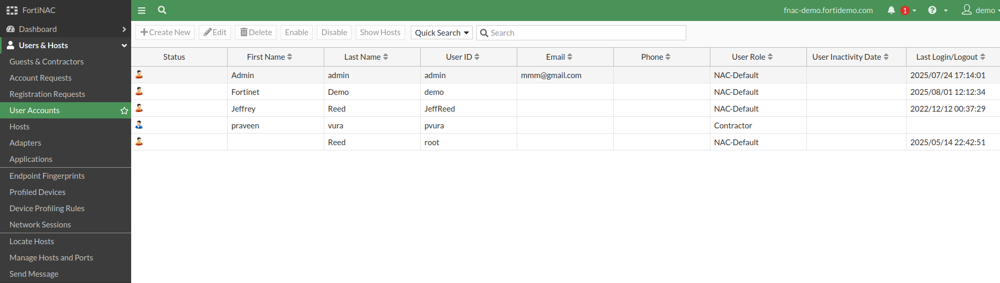 FortiNAC
fnac-demo.fortidemo.com 1 demo
Dashboard
Users & Hosts
Guests & Contractors
Account Requests
Registration Requests
User Accounts
Hosts
Adapters
Applications
Endpoint Fingerprints
Profiled Devices
Device Profiling Rules
Network Sessions
Locate Hosts
Manage Hosts and Ports
Send Message
Create New Edit Delete Enable Disable Show Hosts Quick Search Search
Status First Name Last Name User ID Email Phone User Role User Inactivity Date Last Login/Logout
Admin admin admin mmm@gmail.com NAC-Default 2025/07/24 17:14:01
Fortinet Demo demo NAC-Default 2025/08/01 12:12:34
Jeffrey Reed JeffReed NAC-Default 2022/12/12 00:37:29
praveen vura pvura Contractor
Reed root NAC-Default 2025/05/14 22:42:51